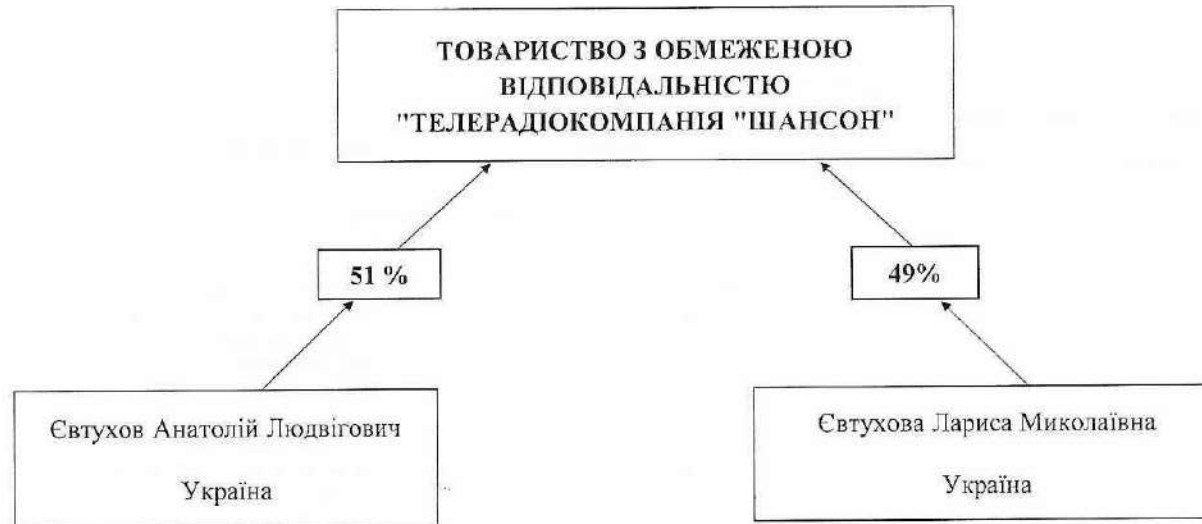 ТОВАРИСТВО З ОБМЕЖЕНОЮ
ВІДПОВІДАЛЬНІСТЮ
"ТЕЛЕРАДІОКОМПАНІЯ "ШАНСОН"
51 %
49%
Євтухов Анатолій Людвігович
Україна
Євтухова Лариса Миколаївна
Україна